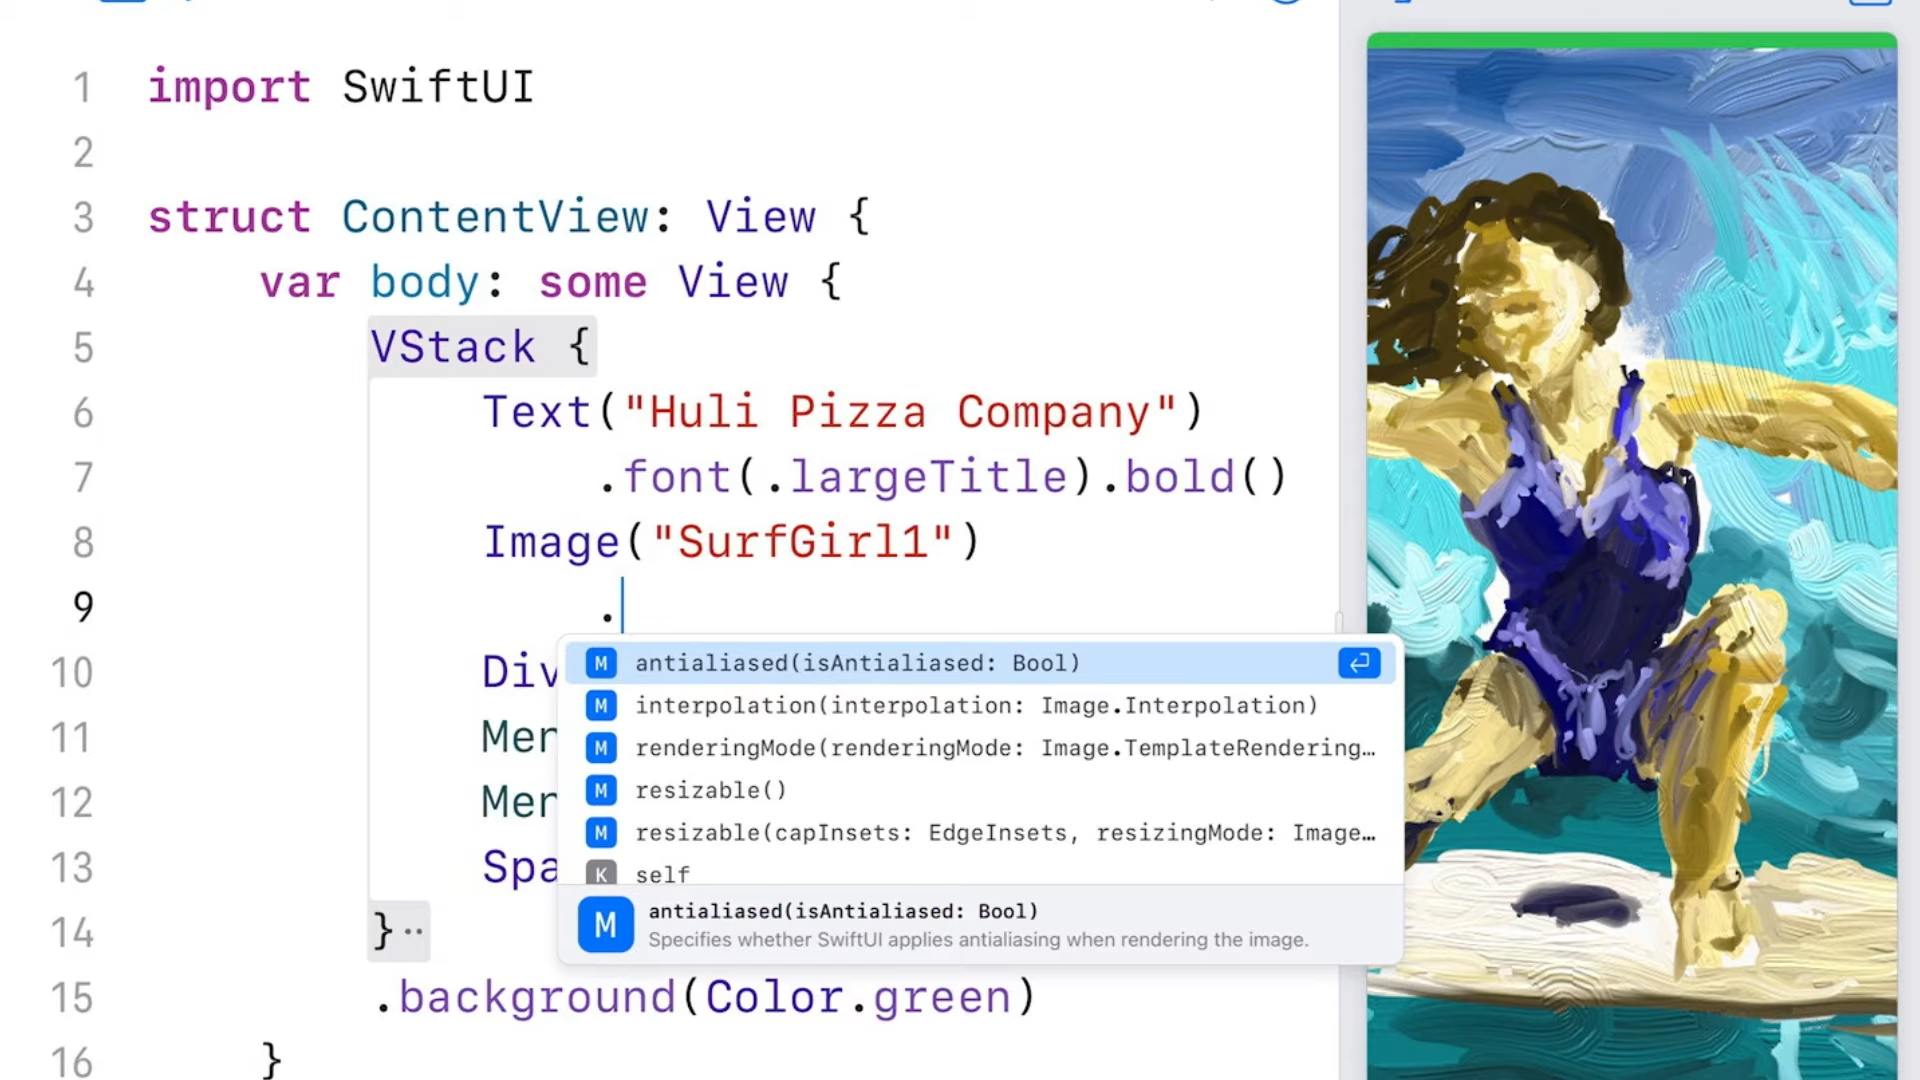 1 import SwiftUI
2
3 struct ContentView: View {
4 var body: some View {
5 VStack {
6 Text("Huli Pizza Company")
7 .font(.largeTitle).bold()
8 Image("SurfGirl1")
9 .
10 Div
11 Men
12 Men
13 Spa
14 }
15 .background(Color.green)
16 }
M antialiased(isAntialiased: Bool)
M interpolation(interpolation: Image.Interpolation)
M renderingMode(renderingMode: Image.TemplateRendering…
M resizable()
M resizable(capInsets: EdgeInsets, resizingMode: Image…
K self
M antialiased(isAntialiased: Bool)
Specifies whether SwiftUI applies antialiasing when rendering the image.